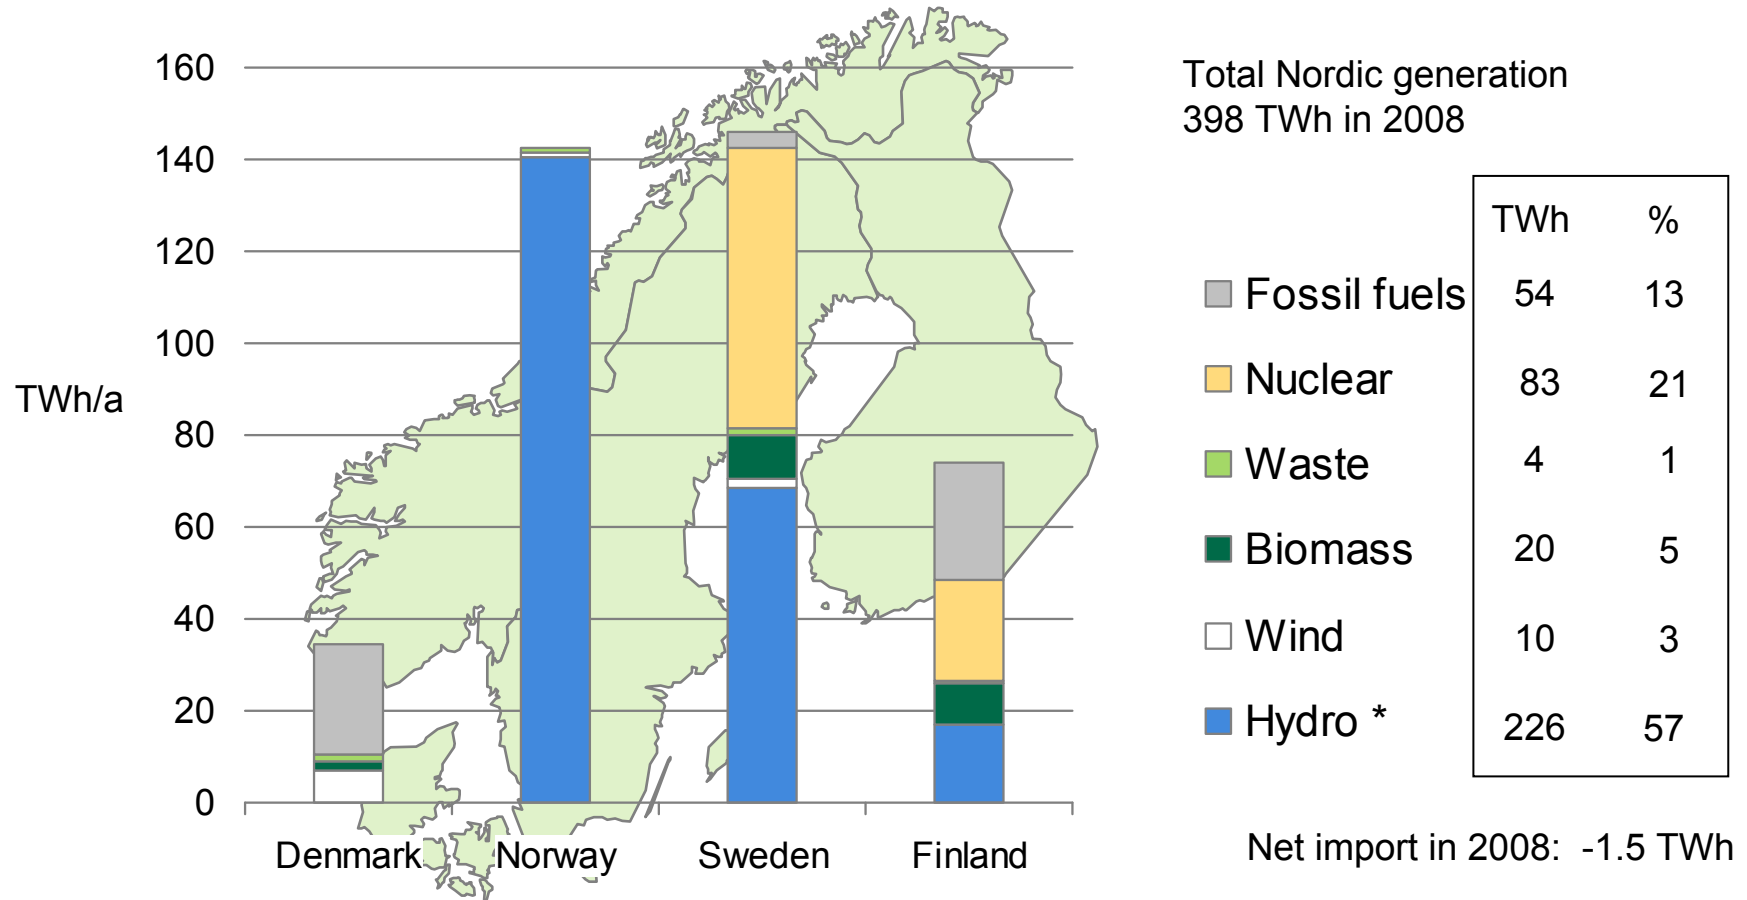 Total Nordic generation
398 TWh in 2008
TWh/a
160
140
120
100
80
60
40
20
0
Denmark Norway Sweden Finland
TWh %
Fossil fuels 54 13
Nuclear 83 21
Waste 4 1
Biomass 20 5
Wind 10 3
Hydro * 226 57
Net import in 2008: -1.5 TWh